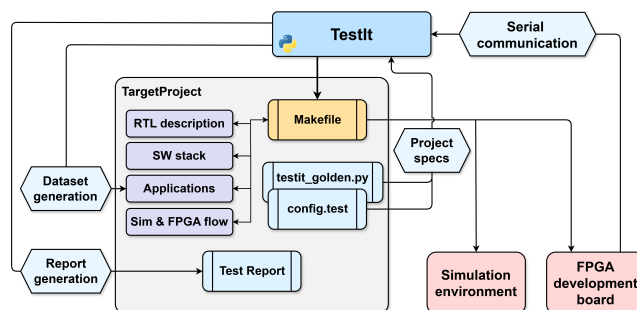 TestIt
Serial
communication
TargetProject
RTL description
Makefile
SW stack
Project
specs
Dataset
generation
Applications
testit_golden.py
config.test
Sim & FPGA flow
Report
generation
Test Report
Simulation
environment
FPGA
development
board